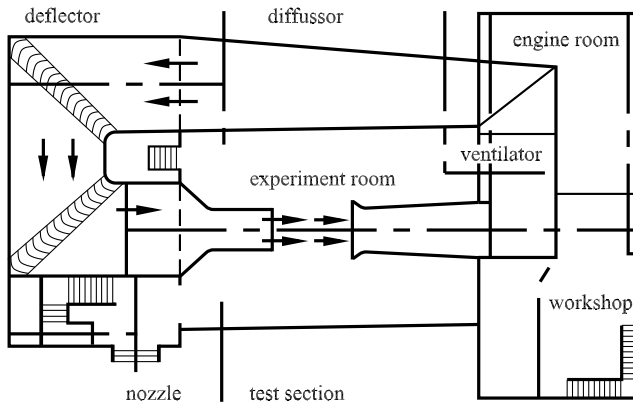 deflector
diffussor
engine room
ventilator
experiment room
workshop
nozzle
test section